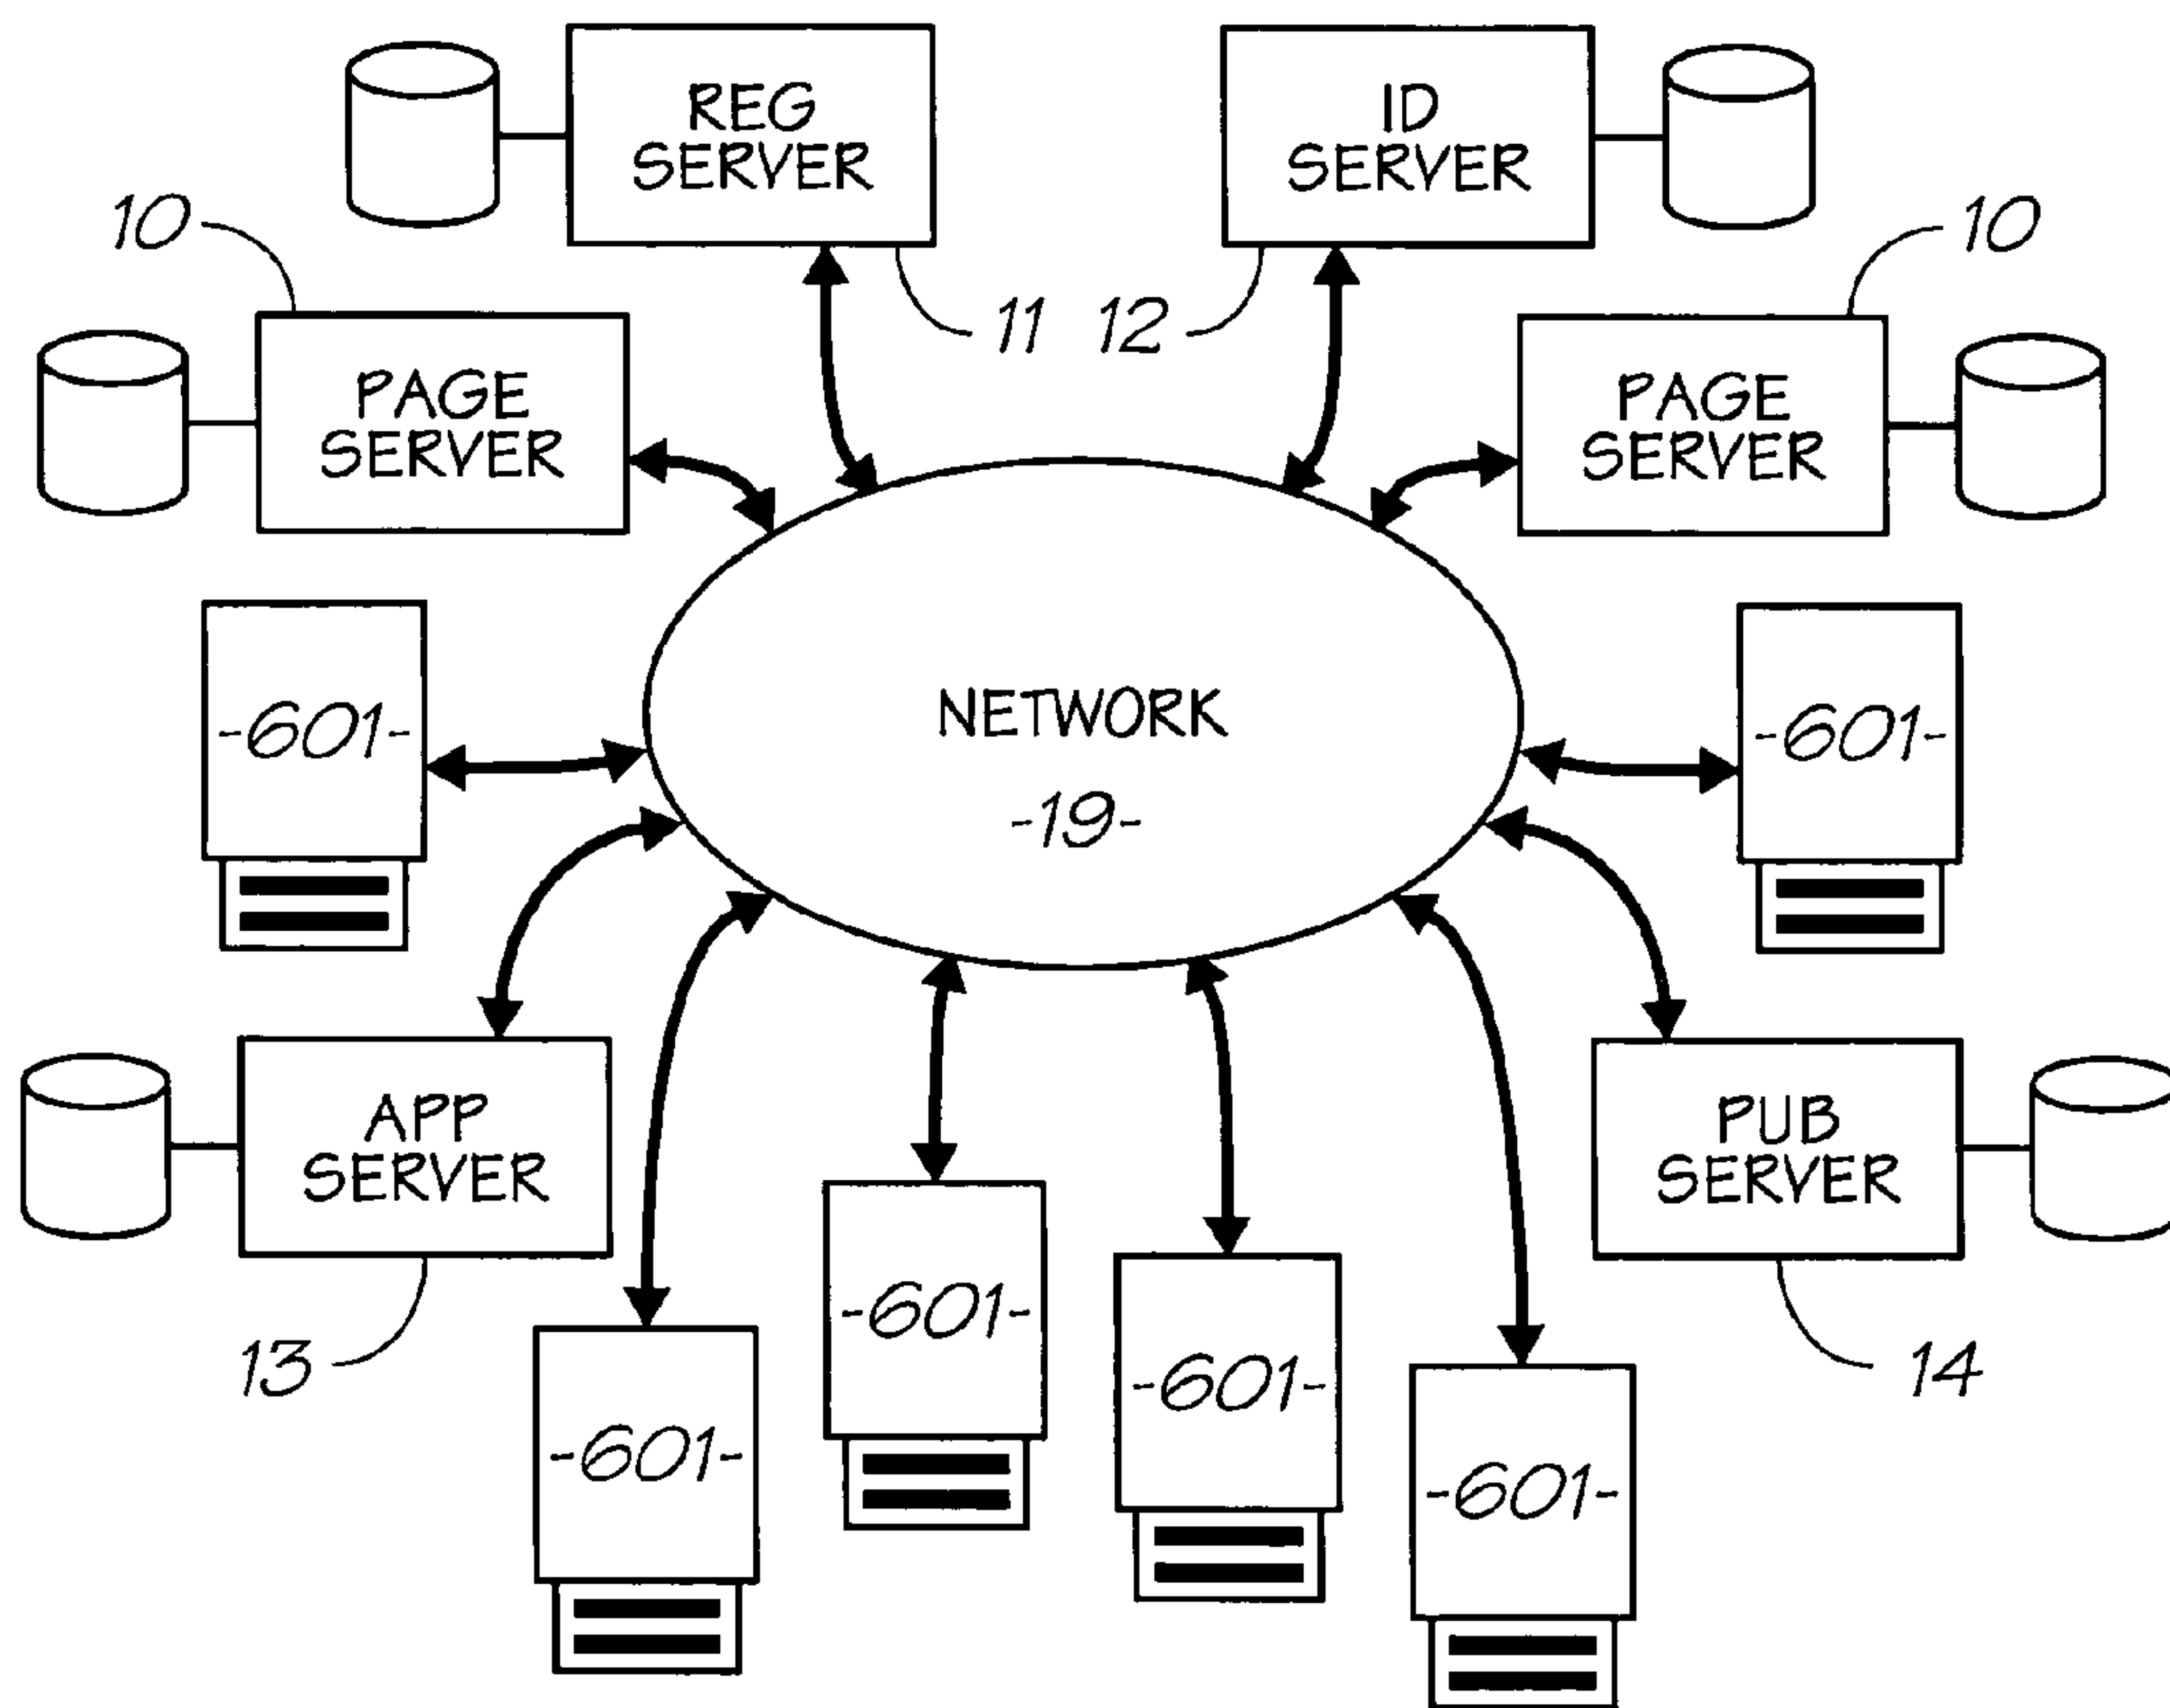 REG
SERVER
ID
SERVER
10
10
11
12
PAGE
SERVER
PAGE
SERVER
-601-
NETWORK
-19-
-601-
APP
SERVER
PUB
SERVER
13
-601-
-601-
-601-
-601-
14